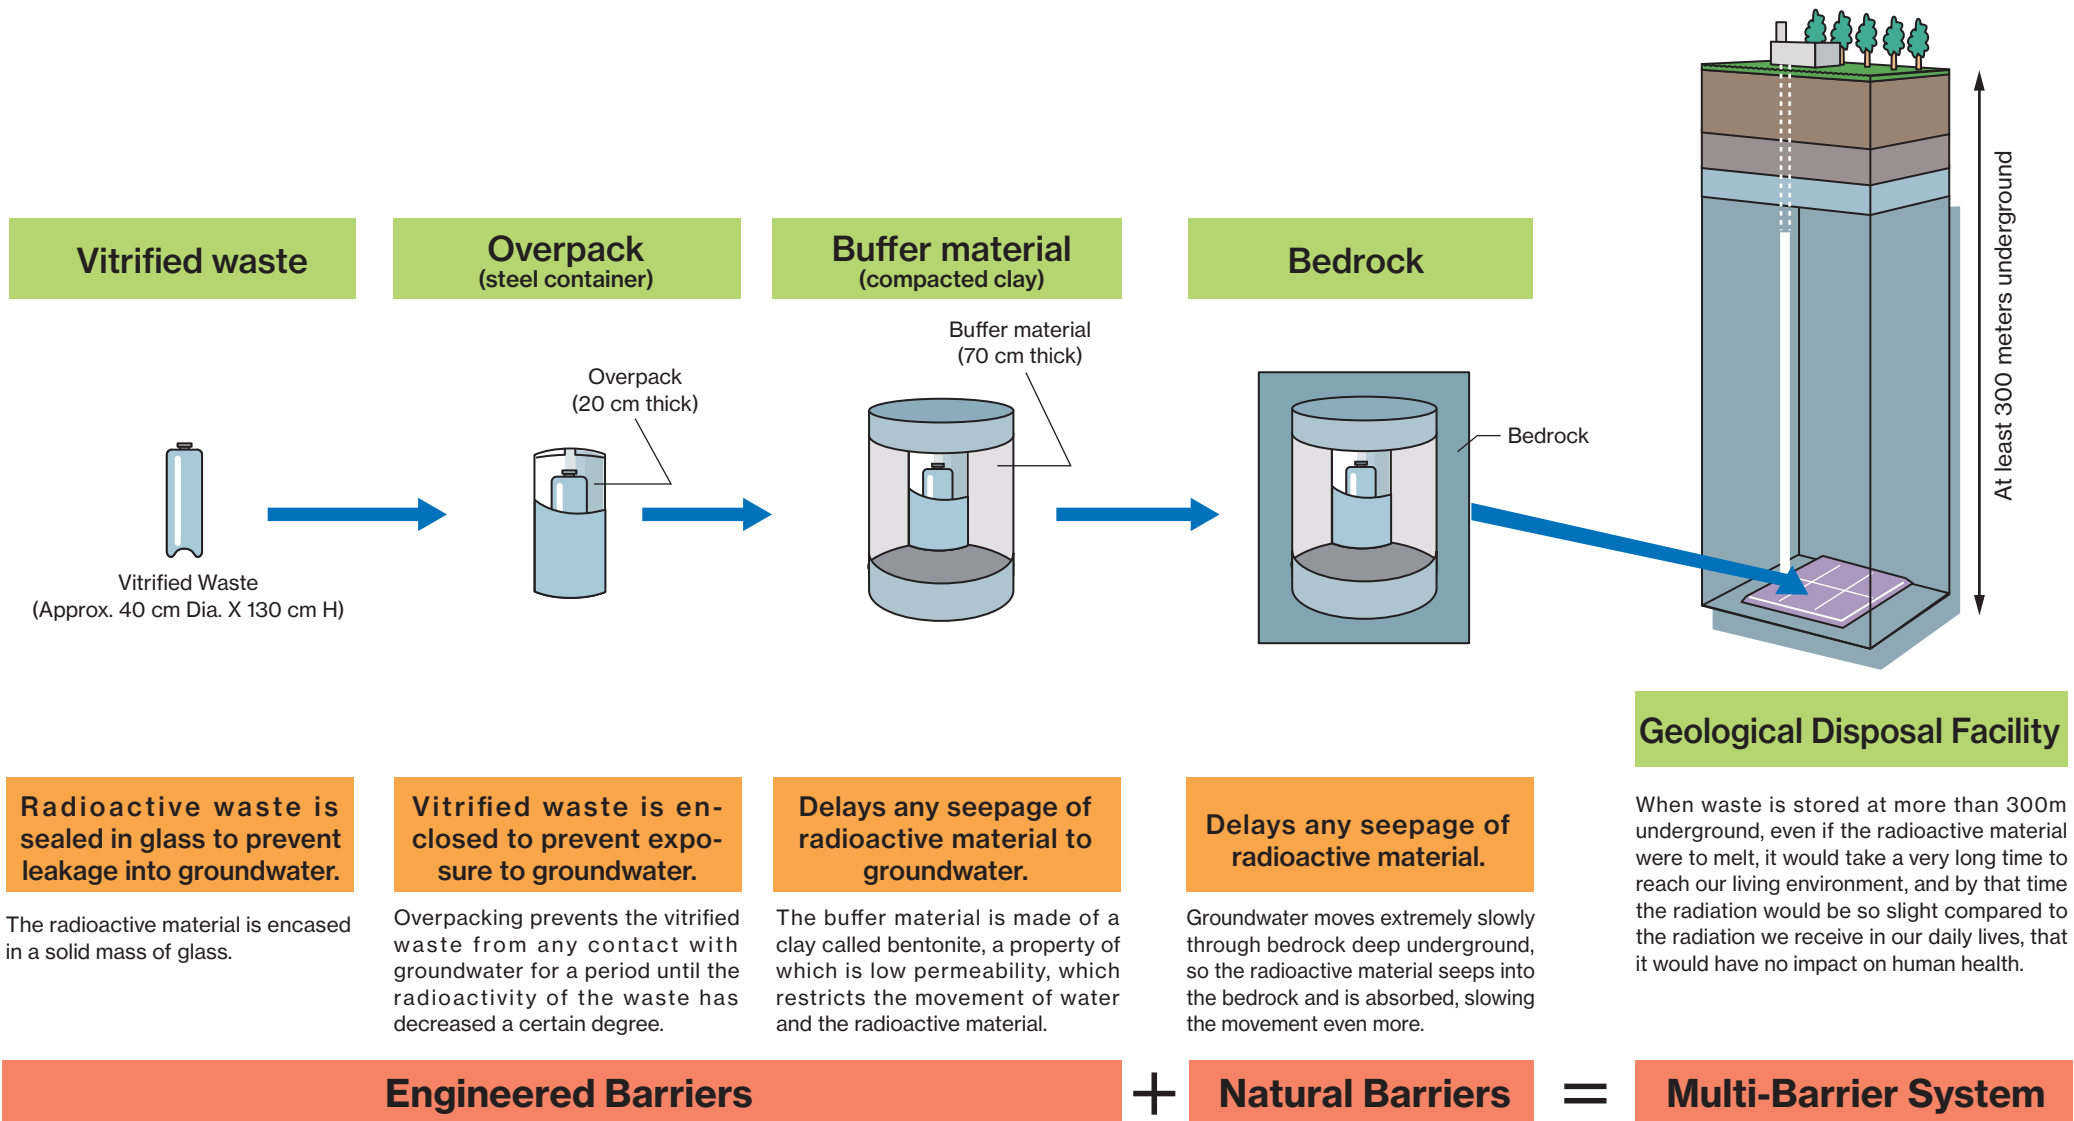 Vitrified waste
Overpack
(steel container)
Buffer material
(compacted clay)
Bedrock
At least 300 meters underground
Vitrified Waste
(Approx. 40 cm Dia. X 130 cm H)
Overpack
(20 cm thick)
Buffer material
(70 cm thick)
Bedrock
Geological Disposal Facility
Radioactive waste is
sealed in glass to prevent
leakage into groundwater.
The radioactive material is encased
in a solid mass of glass.
Vitrified waste is en-
closed to prevent expo-
sure to groundwater.
Overpacking prevents the vitrified
waste from any contact with
groundwater for a period until the
radioactivity of the waste has
decreased a certain degree.
Delays any seepage of
radioactive material to
groundwater.
The buffer material is made of a
clay called bentonite, a property of
which is low permeability, which
restricts the movement of water
and the radioactive material.
Delays any seepage of
radioactive material.
Groundwater moves extremely slowly
through bedrock deep underground,
so the radioactive material seeps into
the bedrock and is absorbed, slowing
the movement even more.
When waste is stored at more than 300m
underground, even if the radioactive material
were to melt, it would take a very long time to
reach our living environment, and by that time
the radiation would be so slight compared to
the radiation we receive in our daily lives, that
it would have no impact on human health.
Engineered Barriers + Natural Barriers = Multi-Barrier System